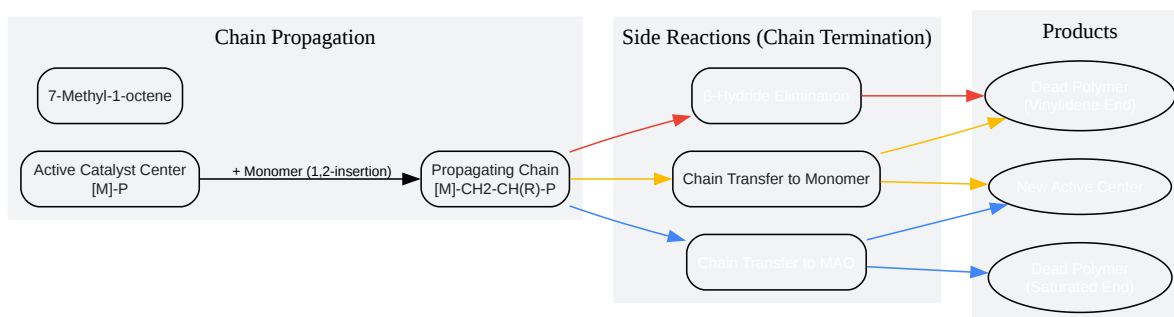 Chain Propagation
Side Reactions (Chain Termination)
Products
7-Methyl-1-octene
Active Catalyst Center
[M]-P
+ Monomer (1,2-insertion)
Propagating Chain
[M]-CH2-CH(R)-P
β-Hydride Elimination
Chain Transfer to Monomer
Chain Transfer to MAO
Dead Polymer
(Vinylidene End)
New Active Center
Dead Polymer
(Saturated End)